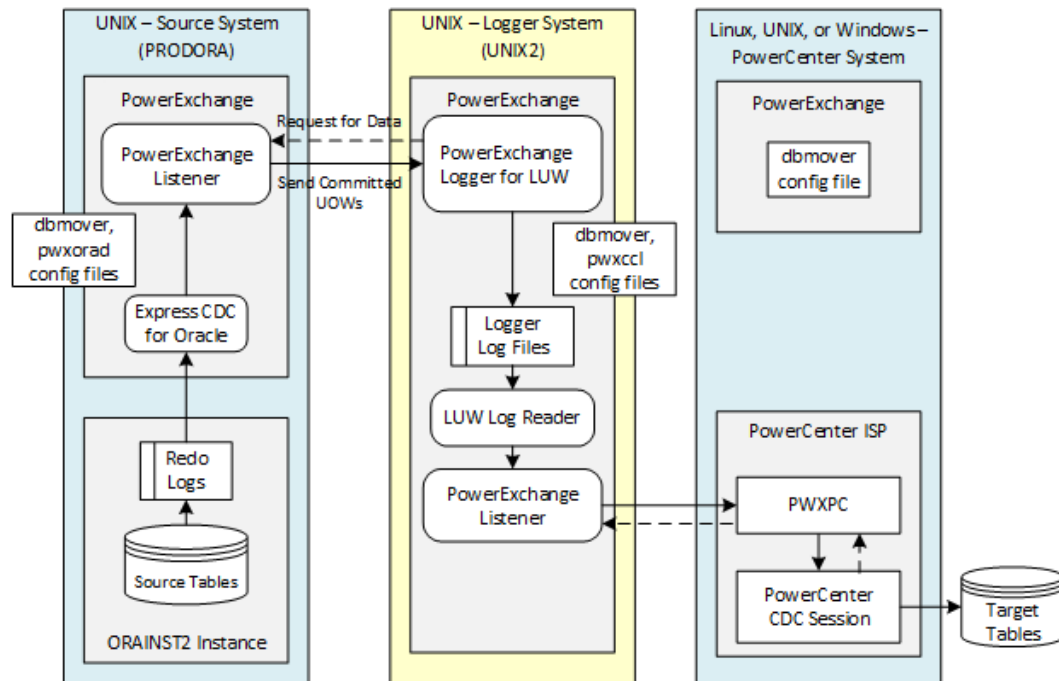 UNIX – Source System
(PRODORA)
PowerExchange
PowerExchange
Listener
dbmover,
pwxorad
config files
Express CDC
for Oracle
Redo
Logs
Source Tables
ORAINST2 Instance
Request for Data
Send Committed
UOWs
UNIX – Logger System
(UNIX2)
PowerExchange
PowerExchange
Logger for LUW
dbmover,
pwxccl
config files
Logger
Log Files
LUW Log Reader
PowerExchange
Listener
Linux, UNIX, or Windows –
PowerCenter System
PowerExchange
dbmover
config file
PowerCenter ISP
PWXPC
PowerCenter
CDC Session
Target
Tables